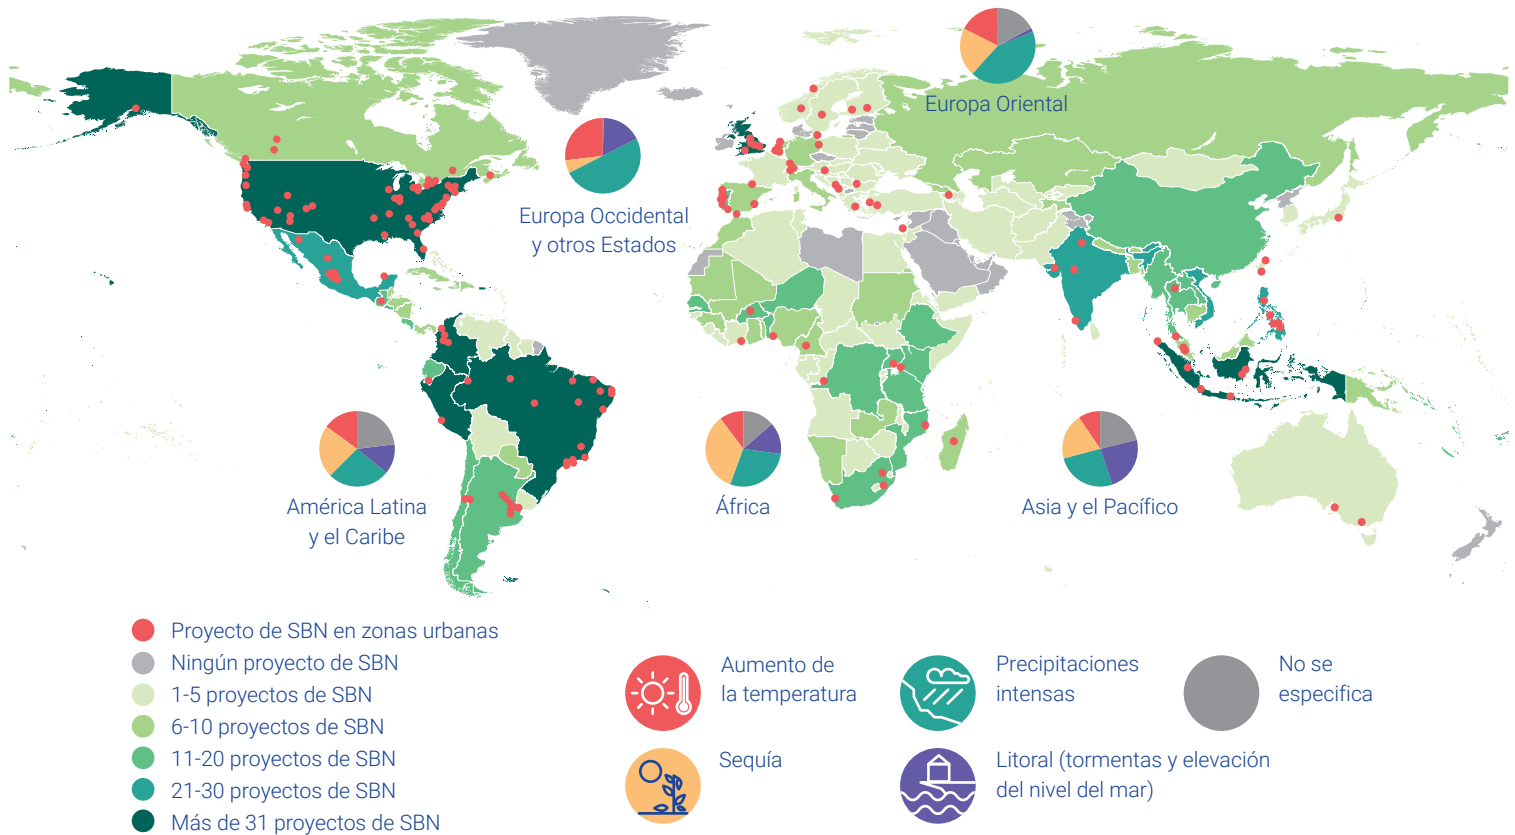 Europa Oriental
Europa Occidental
y otros Estados
América Latina
y el Caribe
África
Asia y el Pacífico
Proyecto de SBN en zonas urbanas
Ningún proyecto de SBN
1-5 proyectos de SBN
6-10 proyectos de SBN
11-20 proyectos de SBN
21-30 proyectos de SBN
Más de 31 proyectos de SBN
Aumento de
la temperatura
Sequía
Precipitaciones
intensas
Litoral (tormentas y elevación
del nivel del mar)
No se
especifica